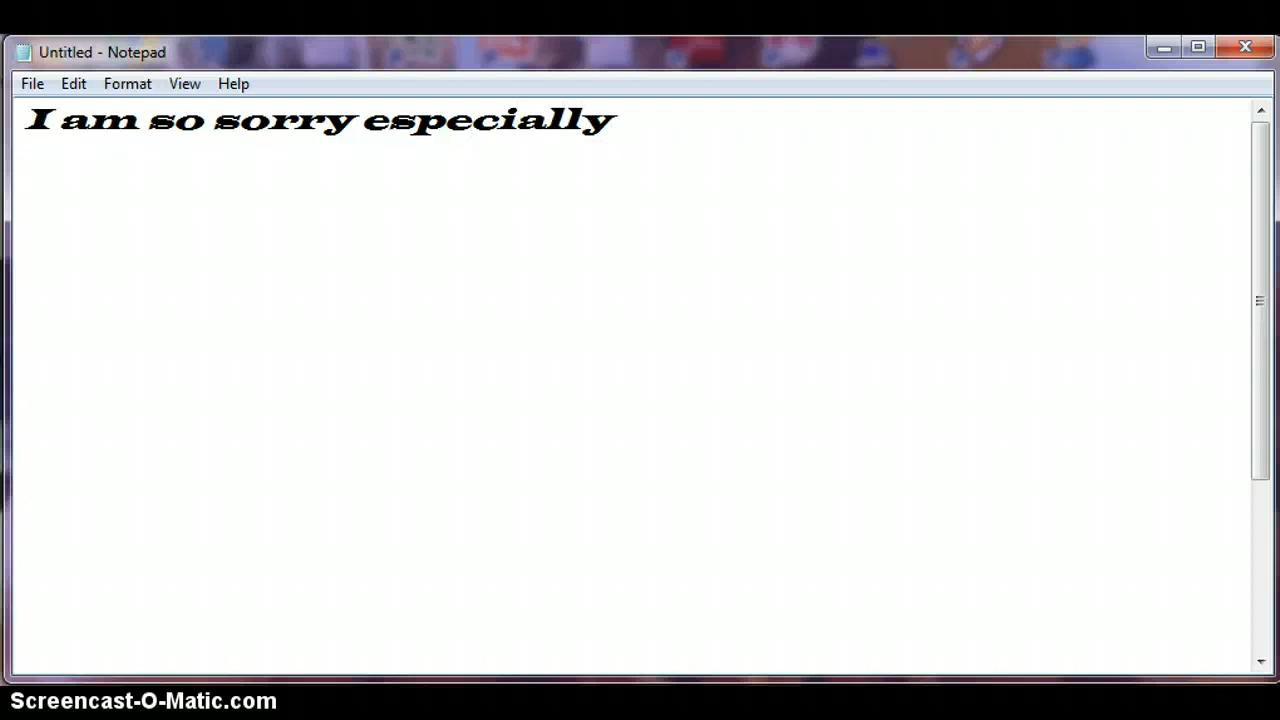 Untitled - Notepad
File Edit Format View Help
I am so sorry especially
Screencast-O-Matic.com